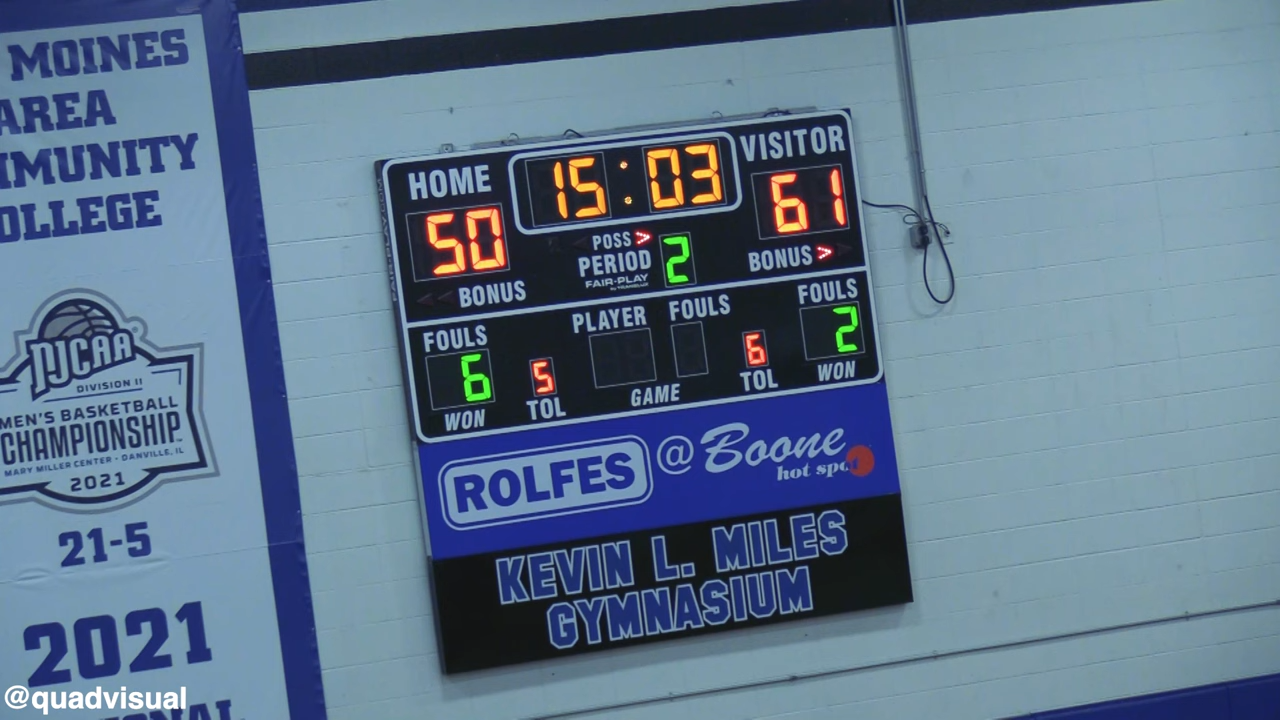 MOINES
AREA
MMUNITY
OLLEGE
NJCAA
DIVISION II
MEN'S BASKETBALL
CHAMPIONSHIP
MARY MILLER CENTER - DANVILLE, IL
2021
21-5
2021
ONAL
HOME
15:03
VISITOR
50
61
POSS >
PERIOD 2
FAIR-PLAY
BONUS
BONUS >
FOULS
PLAYER
FOULS
FOULS
6
5
6
2
WON
TOL
GAME
TOL
WON
ROLFES @ Boone
hot spot
KEVIN L. MILES
GYMNASIUM
@quadvisual